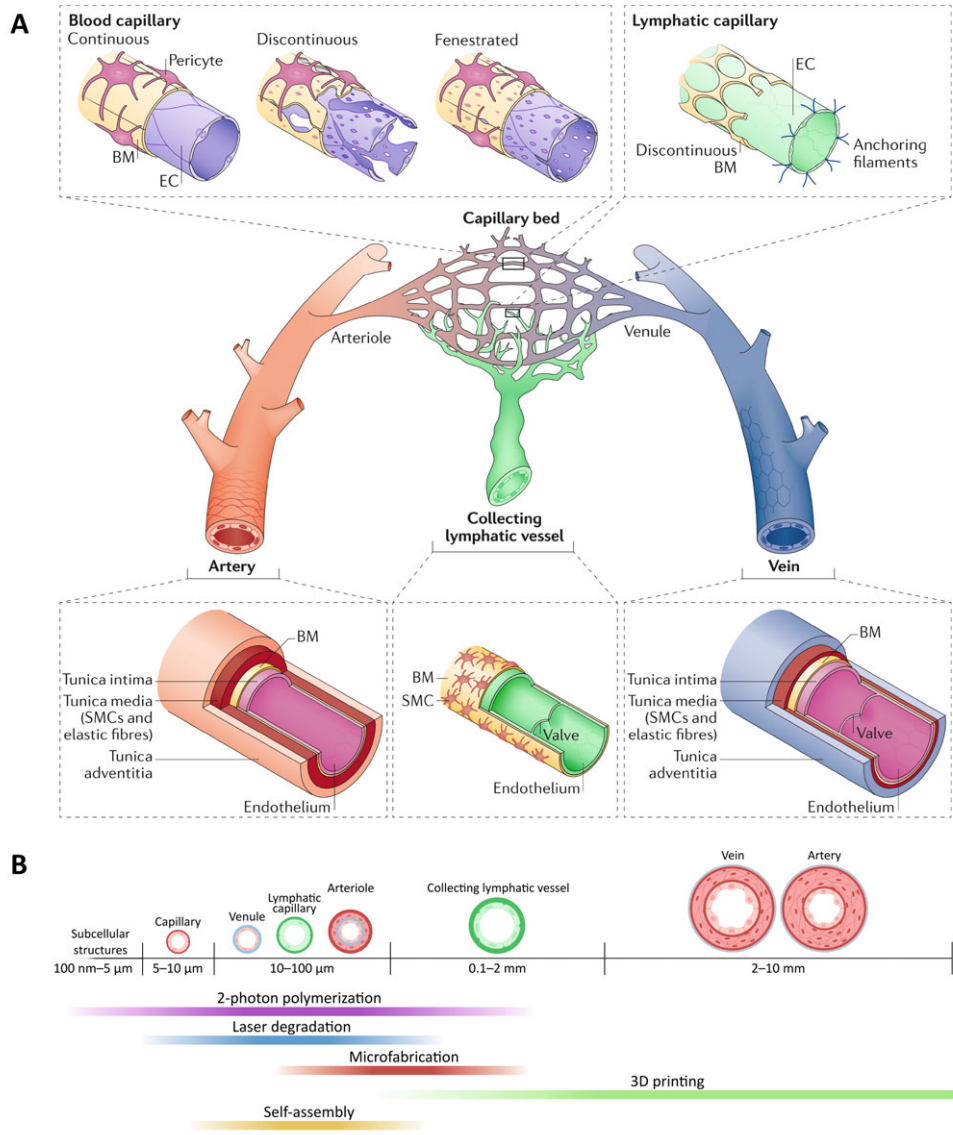 A
Blood capillary
Continuous
Discontinuous
Fenestrated
Pericyte
BM
EC
Lymphatic capillary
EC
Discontinuous
BM
Anchoring
filaments
Capillary bed
Arteriole
Venule
Artery
Collecting
lymphatic vessel
Vein
BM
Tunica intima
Tunica media
(SMCs and
elastic fibres)
Tunica
adventitia
Endothelium
BM
SMC
Valve
Endothelium
BM
Tunica intima
Tunica media
(SMCs and
elastic fibres)
Tunica
adventitia
Valve
Endothelium
B
Subcellular
structures
Capillary
Venule
Lymphatic
capillary
Arteriole
Collecting lymphatic vessel
Vein
Artery
100 nm–5 μm
5–10 μm
10–100 μm
0.1–2 mm
2–10 mm
2-photon polymerization
Laser degradation
Microfabrication
3D printing
Self-assembly